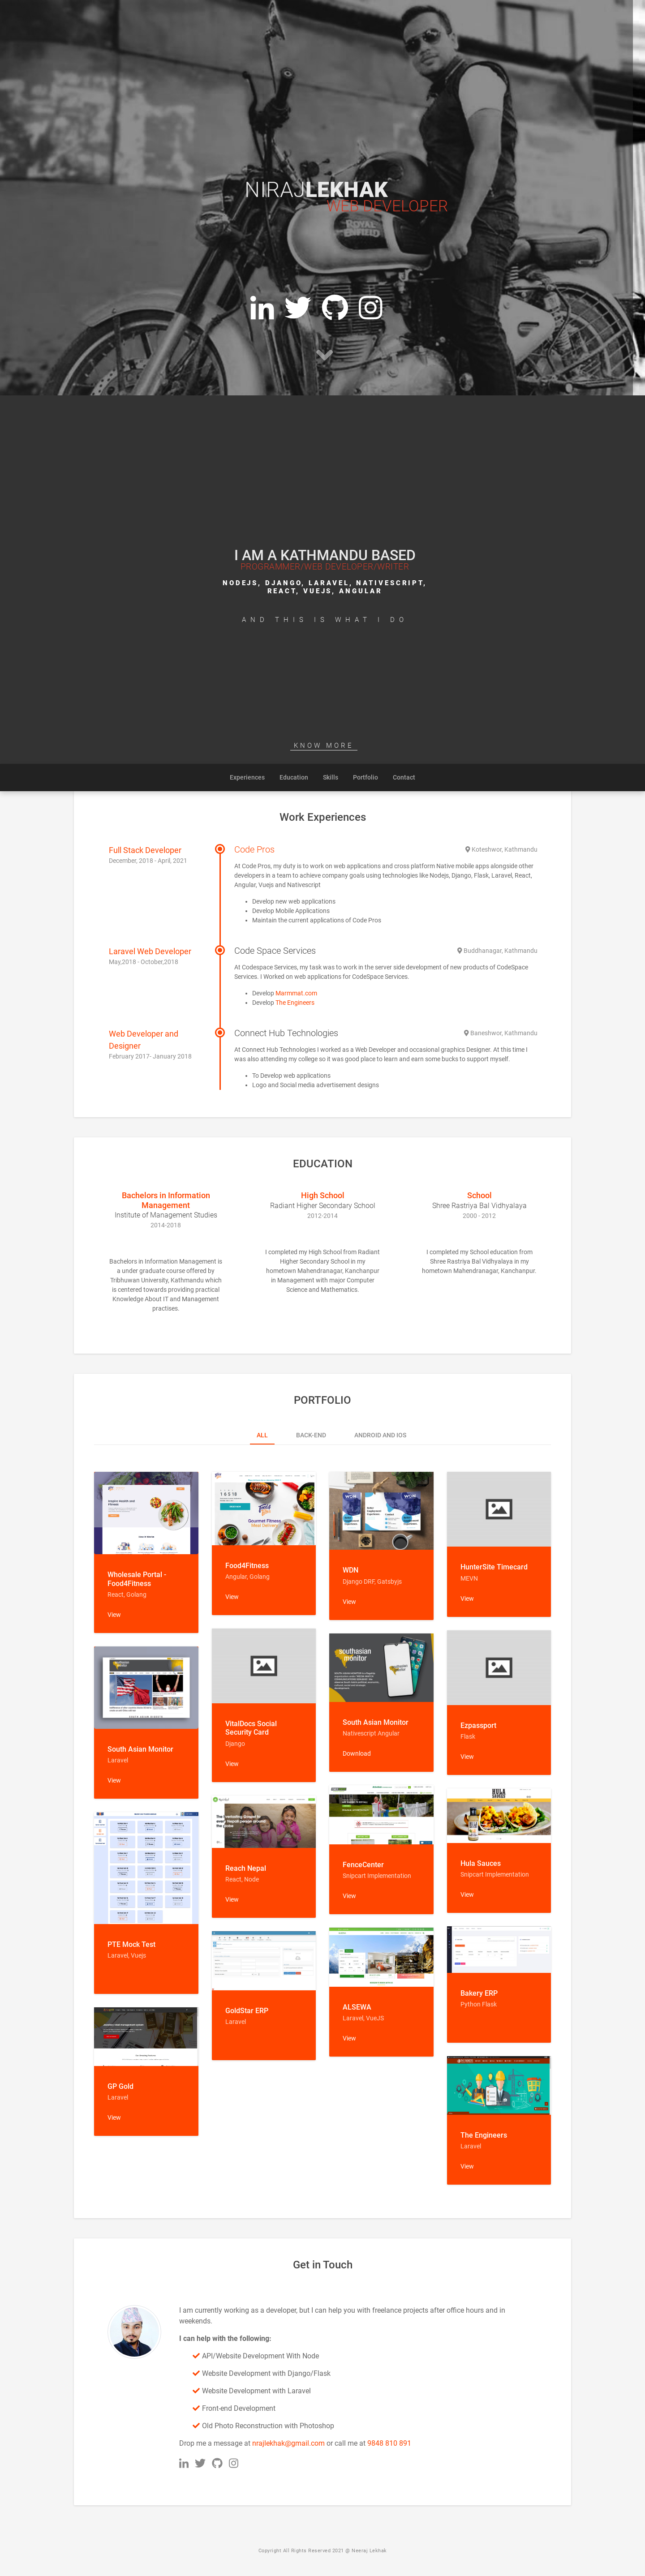 NIRAJLEKHAK
WEB DEVELOPER
ROYAL
ENFIELD
I AM A KATHMANDU BASED
PROGRAMMER/WEB DEVELOPER/WRITER
NODEJS, DJANGO, LARAVEL, NATIVESCRIPT,
REACT, VUEJS, ANGULAR
AND THIS IS WHAT I DO
KNOW MORE
Experiences Education Skills Portfolio Contact
Work Experiences
Full Stack Developer
December, 2018 - April, 2021
Code Pros
Koteshwor, Kathmandu
At Code Pros, my duty is to work on web applications and cross platform Native mobile apps alongside other
developers in a team to achieve company goals using technologies like Nodejs, Django, Flask, Laravel, React,
Angular, Vuejs and Nativescript
Develop new web applications
Develop Mobile Applications
Maintain the current applications of Code Pros
Laravel Web Developer
May,2018 - October,2018
Code Space Services
Buddhanagar, Kathmandu
At Codespace Services, my task was to work in the server side development of new products of CodeSpace
Services. I Worked on web applications for CodeSpace Services.
Develop Marmmat.com
Develop The Engineers
Web Developer and
Designer
February 2017- January 2018
Connect Hub Technologies
Baneshwor, Kathmandu
At Connect Hub Technologies I worked as a Web Developer and occasional graphics Designer. At this time I
was also attending my college so it was good place to learn and earn some bucks to support myself.
To Develop web applications
Logo and Social media advertisement designs
EDUCATION
Bachelors in Information
Management
Institute of Management Studies
2014-2018
Bachelors in Information Management is
a under graduate course offered by
Tribhuwan University, Kathmandu which
is centered towards providing practical
Knowledge About IT and Management
practises.
High School
Radiant Higher Secondary School
2012-2014
I completed my High School from Radiant
Higher Secondary School in my
hometown Mahendranagar, Kanchanpur
in Management with major Computer
Science and Mathematics.
School
Shree Rastriya Bal Vidhyalaya
2000 - 2012
I completed my School education from
Shree Rastriya Bal Vidhyalaya in my
hometown Mahendranagar, Kanchanpur.
PORTFOLIO
ALL BACK-END ANDROID AND IOS
Wholesale Portal -
Food4Fitness
React, Golang
View
South Asian Monitor
Laravel
View
PTE Mock Test
Laravel, Vuejs
GP Gold
Laravel
View
Food4Fitness
Angular, Golang
View
VitalDocs Social
Security Card
Django
View
Reach Nepal
React, Node
View
GoldStar ERP
Laravel
WDN
WDN
Django DRF, Gatsbyjs
View
southasian
monitor
South Asian Monitor
Nativescript Angular
Download
FenceCenter
Snipcart Implementation
View
ALSEWA
Laravel, VueJS
View
HunterSite Timecard
MEVN
View
Ezpassport
Flask
View
HULA
SAUCES
Hula Sauces
Snipcart Implementation
View
Bakery ERP
Python Flask
The Engineers
Laravel
View
Get in Touch
I am currently working as a developer, but I can help you with freelance projects after office hours and in
weekends.
I can help with the following:
API/Website Development With Node
Website Development with Django/Flask
Website Development with Laravel
Front-end Development
Old Photo Reconstruction with Photoshop
Drop me a message at nrajlekhak@gmail.com or call me at 9848 810 891
Copyright All Rights Reserved 2021 @ Neeraj Lekhak.